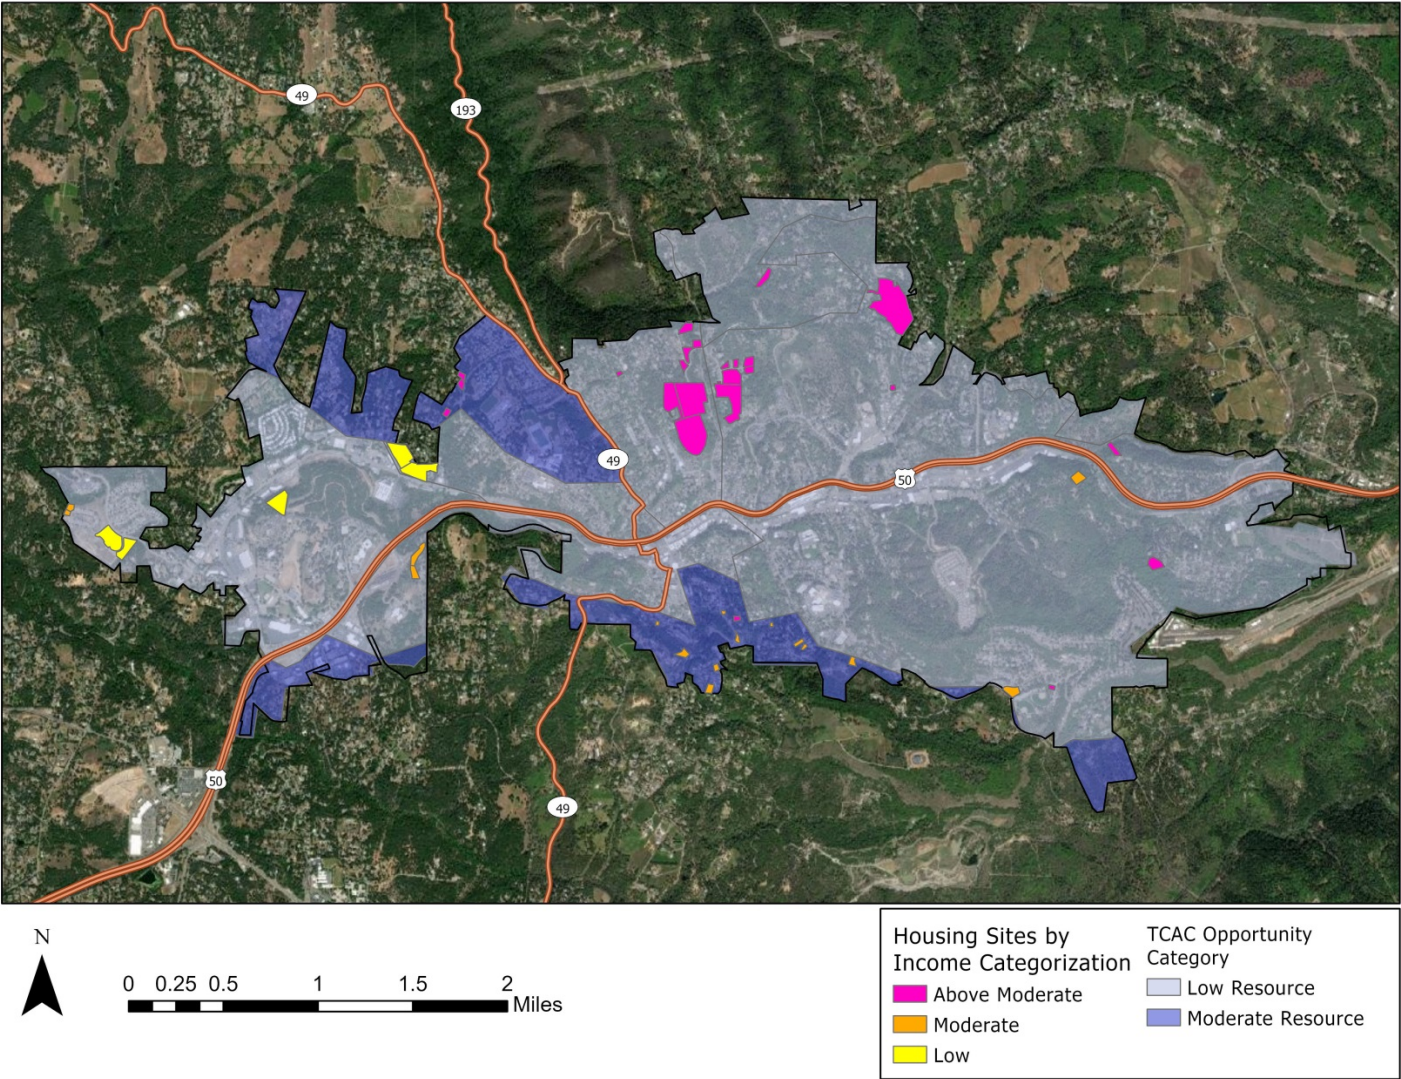 49
193
49
50
50
49
N
0 0.25 0.5 1 1.5 2
Miles
Housing Sites by
Income Categorization
Above Moderate
Moderate
Low
TCAC Opportunity
Category
Low Resource
Moderate Resource